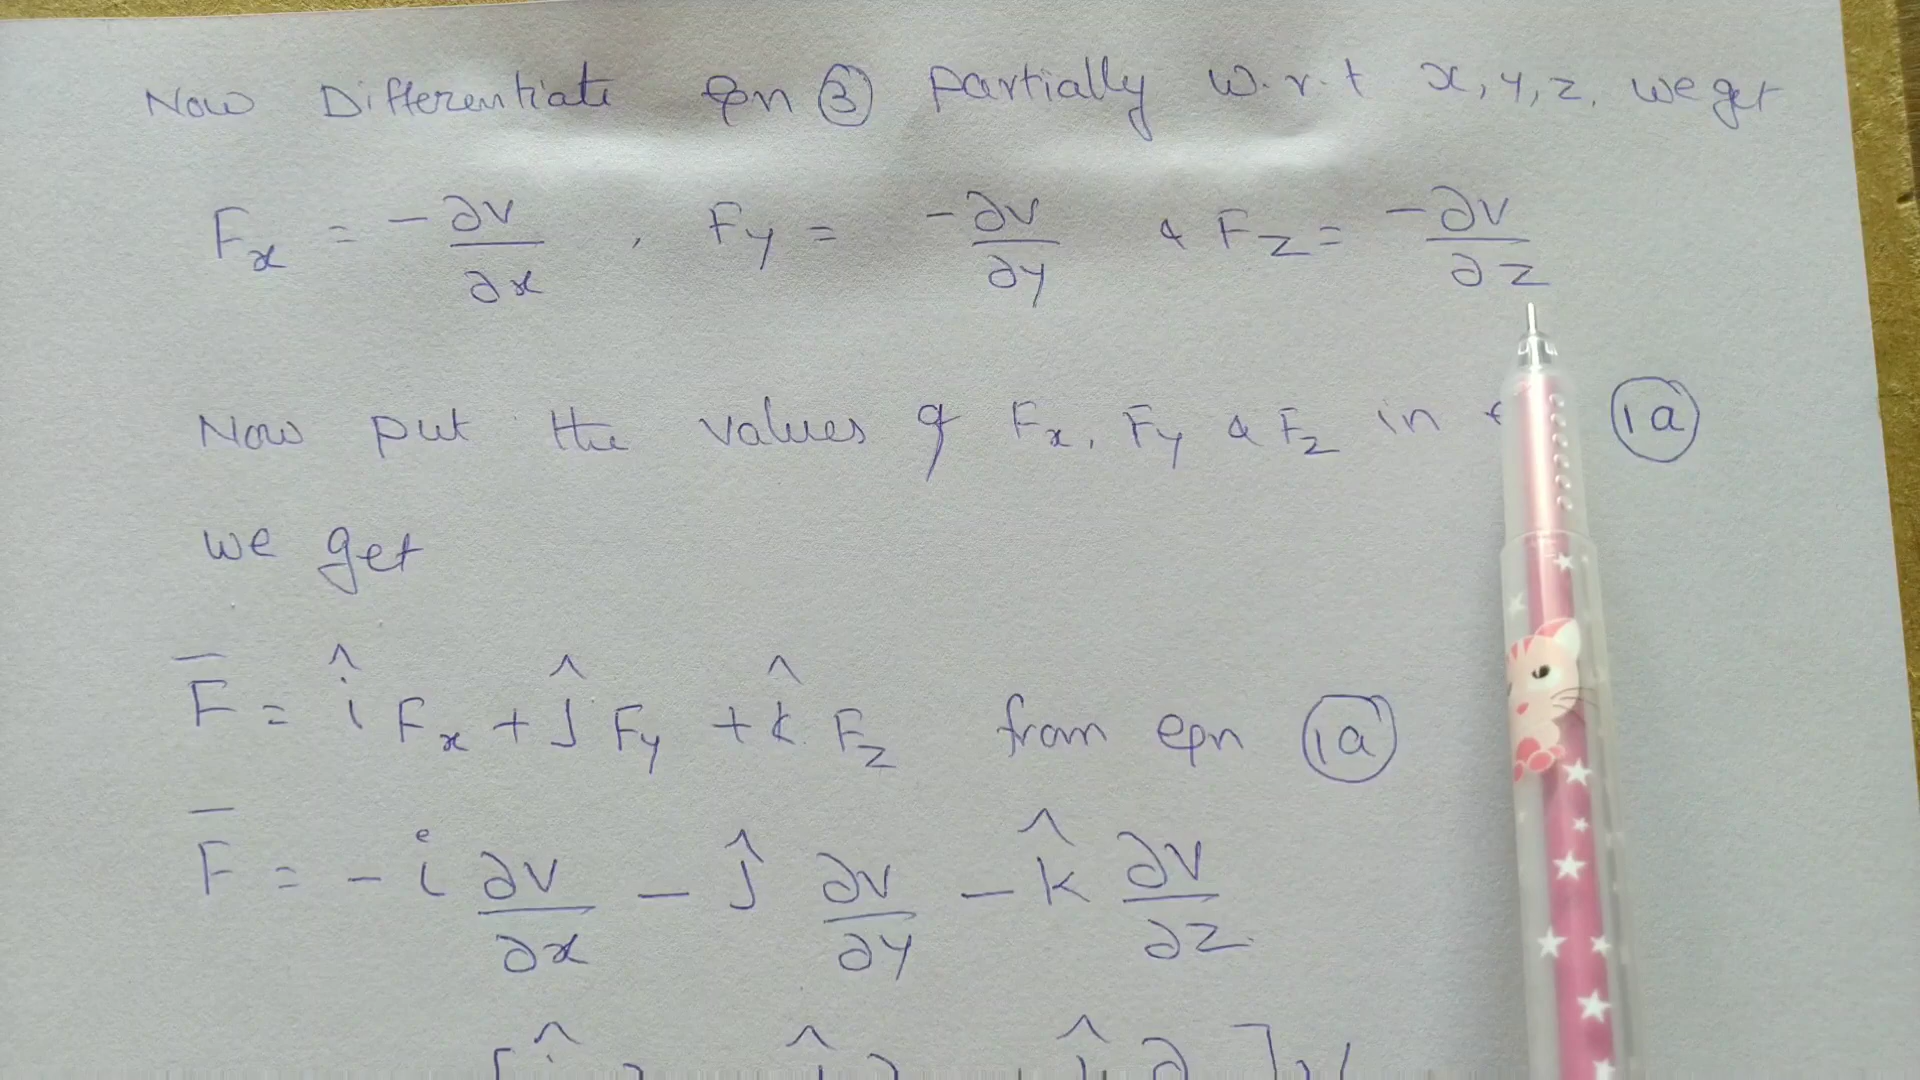 Now Differentiate eqn ③ partially w.r.t x, y, z, we get
Fx = -∂V/∂x , Fy = -∂V/∂y & Fz = -∂V/∂z
Now put the values of Fx, Fy & Fz in (1a)
we get
F̅ = î Fx + ĵ Fy + k̂ Fz from eqn (1a)
F̅ = - i ∂V/∂x - ĵ ∂V/∂y - k̂ ∂V/∂z